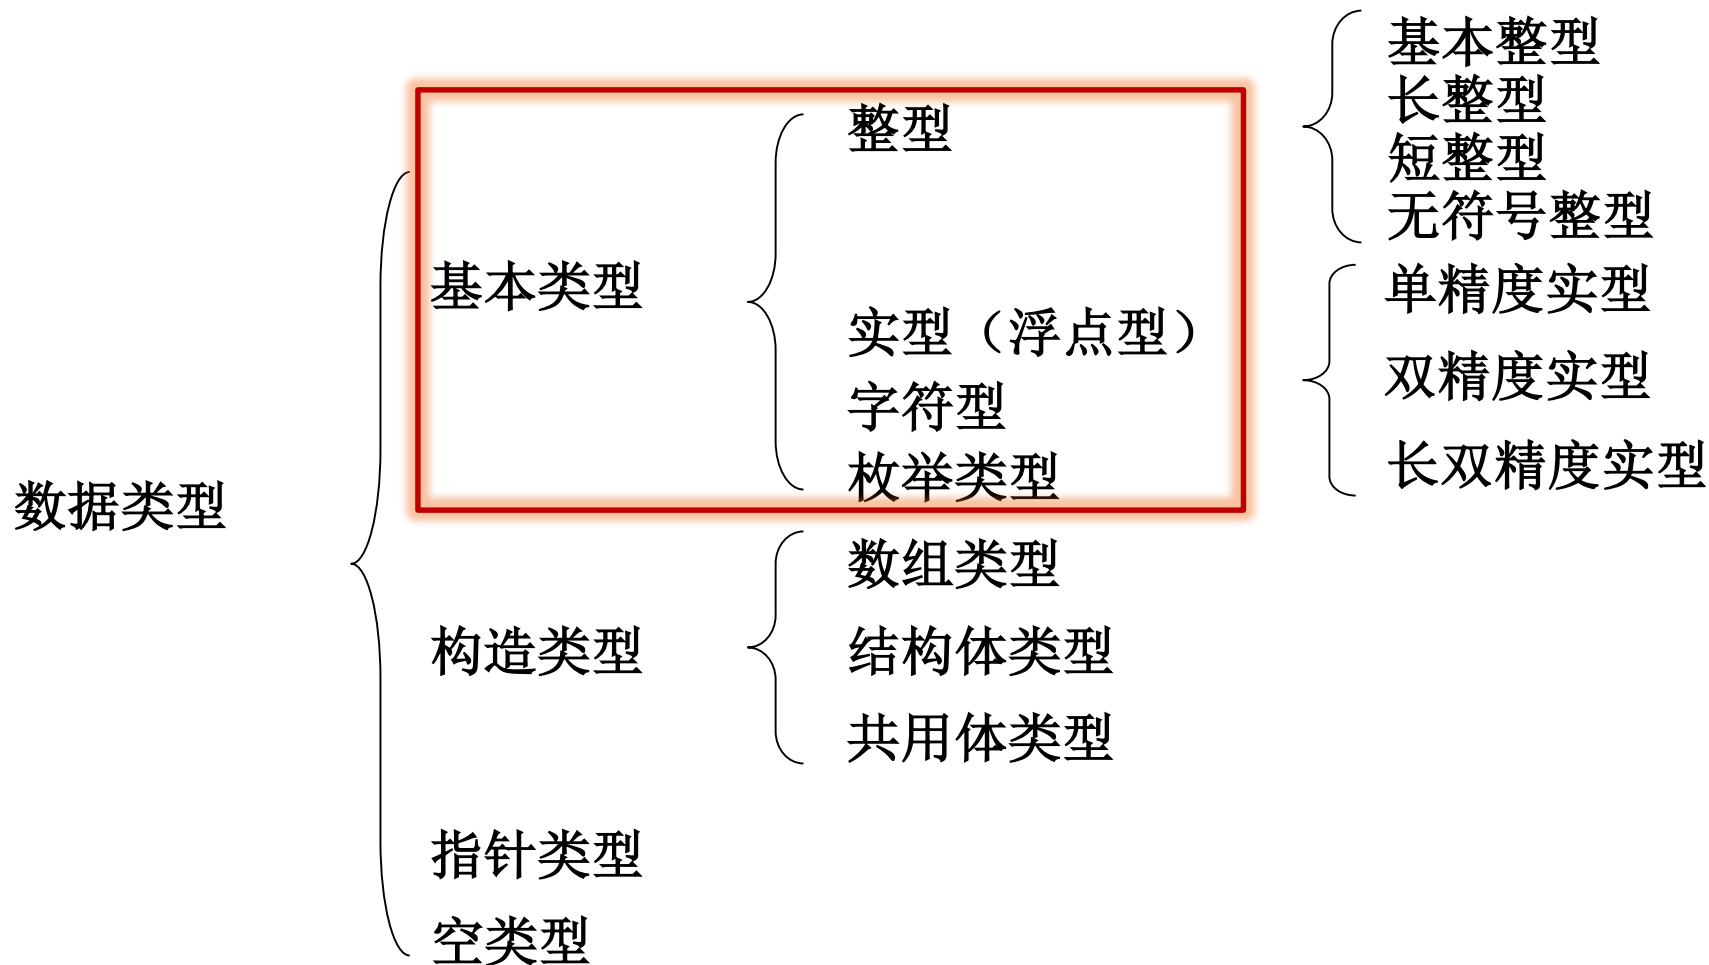 数据类型
基本类型
整型
基本整型
长整型
短整型
无符号整型
实型（浮点型）
单精度实型
双精度实型
长双精度实型
字符型
枚举类型
构造类型
数组类型
结构体类型
共用体类型
指针类型
空类型